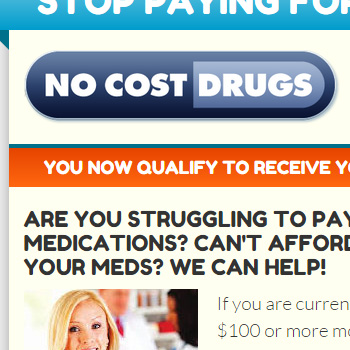 STOP PAYING FOR
NO COST DRUGS
YOU NOW QUALIFY TO RECEIVE
ARE YOU STRUGGLING TO PAY
MEDICATIONS? CAN'T AFFORD
YOUR MEDS? WE CAN HELP!
If you are curren
$100 or more mo